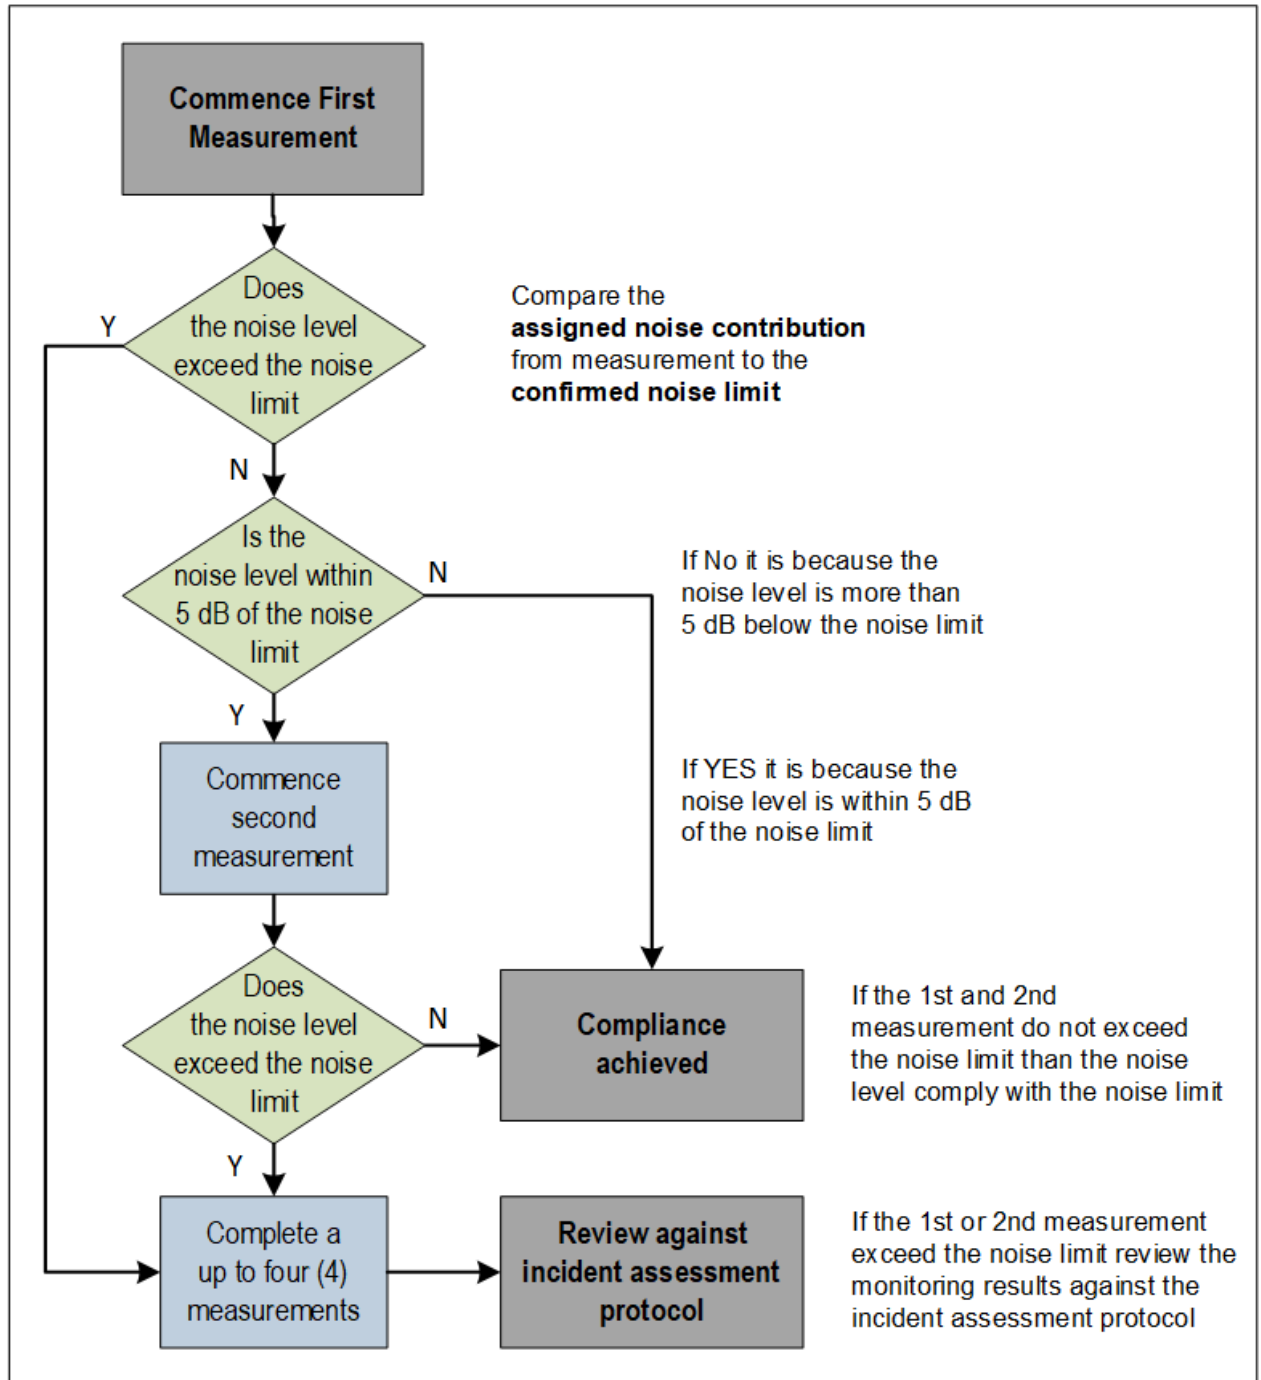 Commence First
Measurement
Does
the noise level
exceed the noise
limit
Y
Compare the
assigned noise contribution
from measurement to the
confirmed noise limit
N
Is the
noise level within
5 dB of the noise
limit
N
If No it is because the
noise level is more than
5 dB below the noise limit
Y
Commence
second
measurement
If YES it is because the
noise level is within 5 dB
of the noise limit
Does
the noise level
exceed the noise
limit
N
Compliance
achieved
If the 1st and 2nd
measurement do not exceed
the noise limit than the noise
level comply with the noise limit
Y
Complete a
up to four (4)
measurements
Review against
incident assessment
protocol
If the 1st or 2nd measurement
exceed the noise limit review the
monitoring results against the
incident assessment protocol